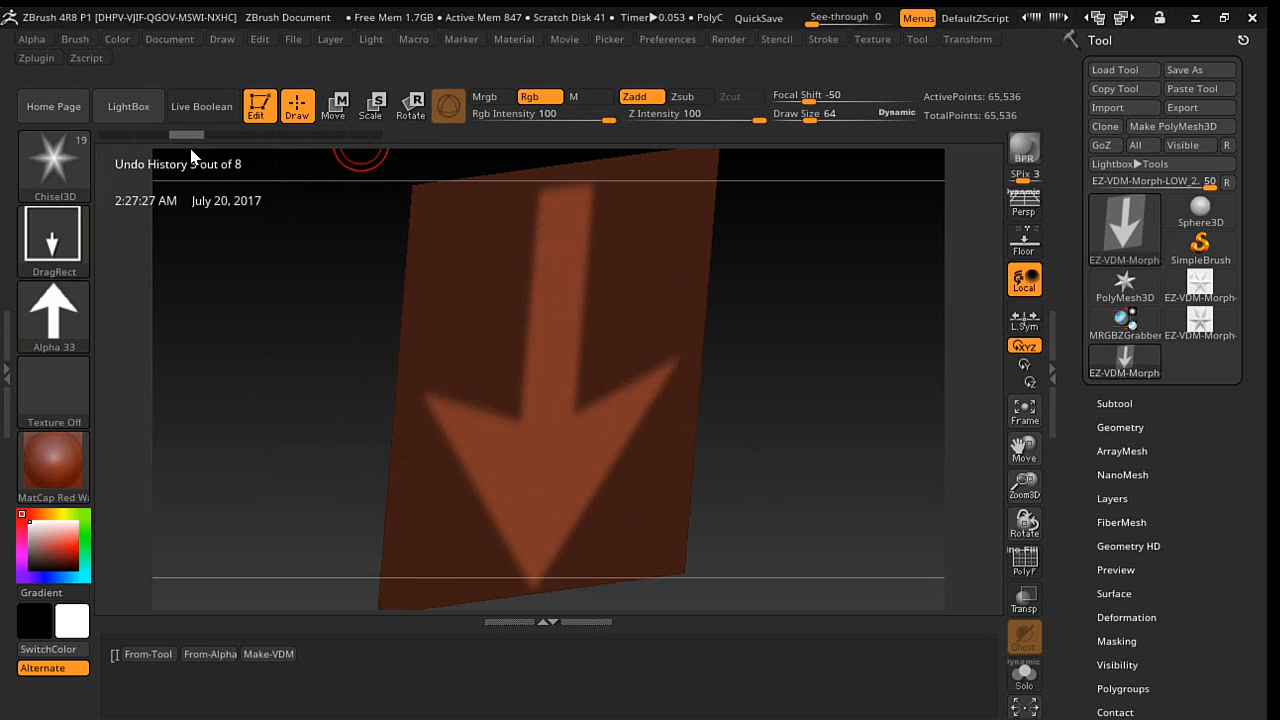 ZBrush 4R8 P1 [DHPV-VJIF-QGOV-MSWI-NXHC] ZBrush Document • Free Mem 1.7GB • Active Mem 847 • Scratch Disk 41 • Timer▶0.053 • PolyC QuickSave See-through 0 Menus DefaultZScript
Alpha Brush Color Document Draw Edit File Layer Light Macro Marker Material Movie Picker Preferences Render Stencil Stroke Texture Tool Transform
Zplugin Zscript
Home Page LightBox Live Boolean Edit Draw Move Scale Rotate
Mrgb Rgb M Zadd Zsub Zcut Focal Shift -50 ActivePoints: 65,536
Rgb Intensity 100 Z Intensity 100 Draw Size 64 Dynamic TotalPoints: 65,536
Undo History out of 8
2:27:27 AM July 20, 2017
19
Chisel3D
DragRect
Alpha 33
Texture Off
MatCap Red Wa
Gradient
SwitchColor
Alternate
[] From-Tool From-Alpha Make-VDM
BPR
SPix 3
Dynamic
Persp
Floor
Local
L.Sym
XYZ
Frame
Move
Zoom3D
Rotate
PolyF
Transp
Ghost
Dynamic
Solo
Tool
Load Tool Save As
Copy Tool Paste Tool
Import Export
Clone Make PolyMesh3D
GoZ All Visible R
Lightbox▶Tools
EZ-VDM-Morph-LOW_2. 50 R
EZ-VDM-Morph Sphere3D
SimpleBrush
PolyMesh3D EZ-VDM-Morph-
MRGBZGrabber EZ-VDM-Morph-
EZ-VDM-Morph-
Subtool
Geometry
ArrayMesh
NanoMesh
Layers
FiberMesh
Geometry HD
Preview
Surface
Deformation
Masking
Visibility
Polygroups
Contact